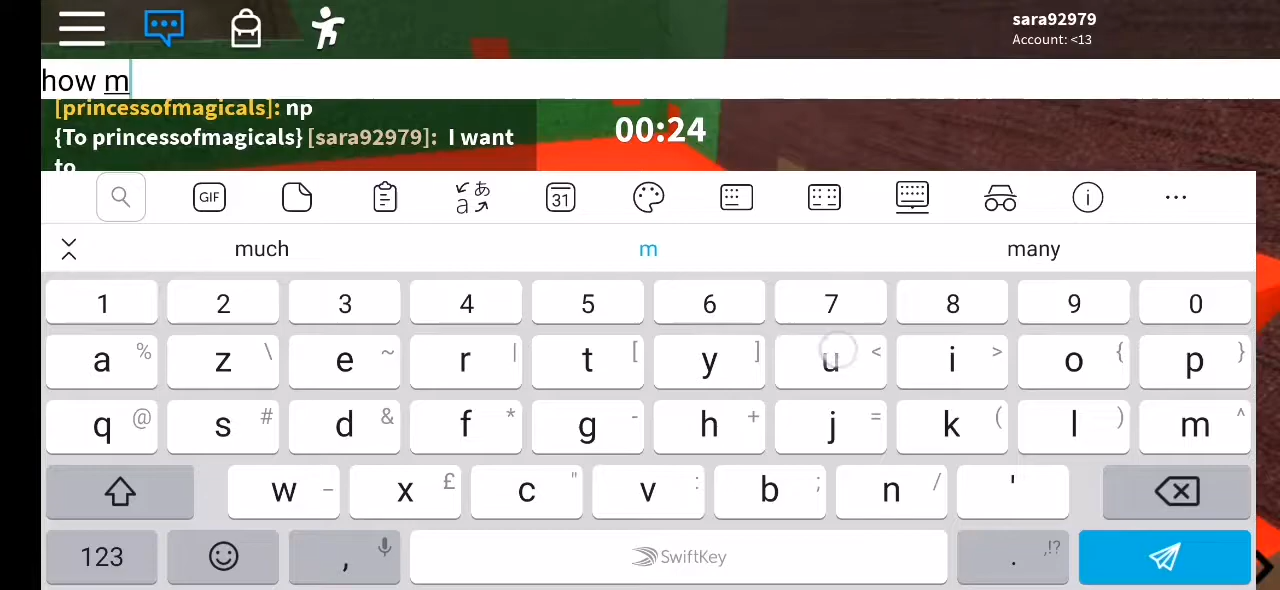 sara92979
Account: <13
how m
[princessofmagicals]: np
{To princessofmagicals} [sara92979]: I want
to
00:24
GIF
あ
a
31
much m many
1 2 3 4 5 6 7 8 9 0
a % z \ e ~ r | t [ y ] u < i > o { p }
q @ s # d & f * g - h + j = k ( l ) m ^
w _ x £ c " v : b ; n / '
123 , SwiftKey . ,!?